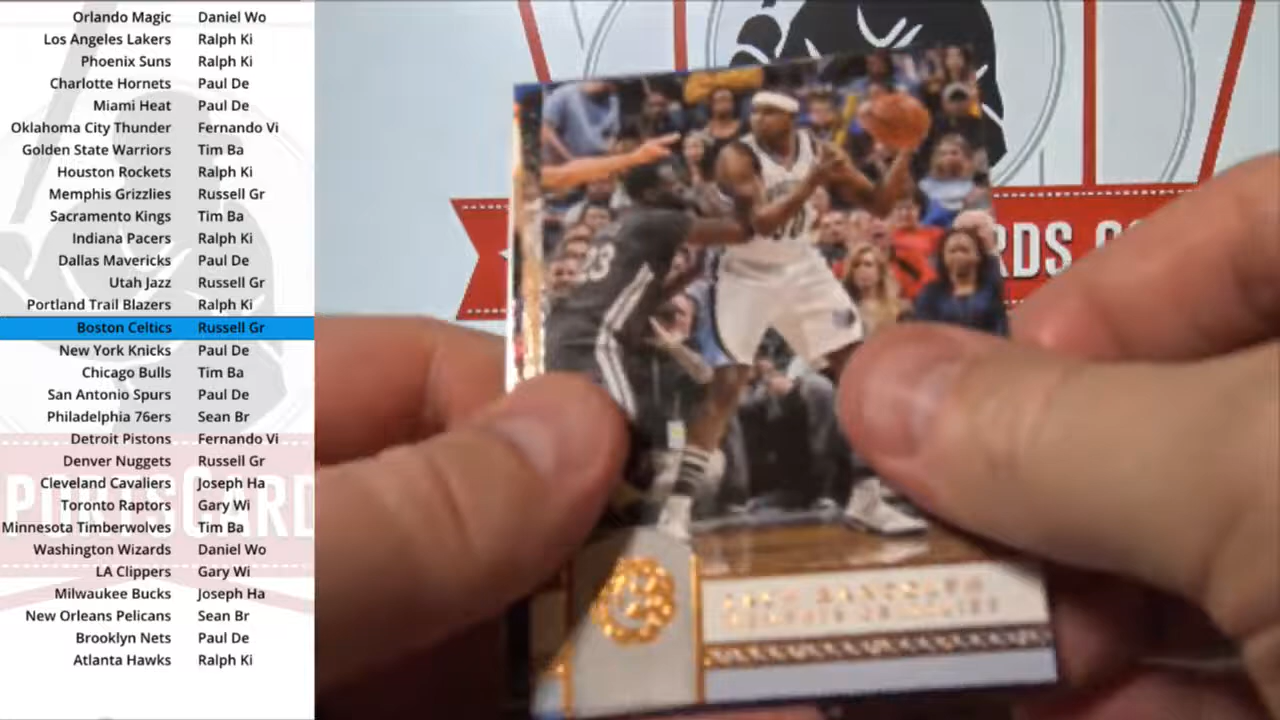 Orlando Magic Daniel Wo
Los Angeles Lakers Ralph Ki
Phoenix Suns Ralph Ki
Charlotte Hornets Paul De
Miami Heat Paul De
Oklahoma City Thunder Fernando Vi
Golden State Warriors Tim Ba
Houston Rockets Ralph Ki
Memphis Grizzlies Russell Gr
Sacramento Kings Tim Ba
Indiana Pacers Ralph Ki
Dallas Mavericks Paul De
Utah Jazz Russell Gr
Portland Trail Blazers Ralph Ki
Boston Celtics Russell Gr
New York Knicks Paul De
Chicago Bulls Tim Ba
San Antonio Spurs Paul De
Philadelphia 76ers Sean Br
Detroit Pistons Fernando Vi
Denver Nuggets Russell Gr
Cleveland Cavaliers Joseph Ha
Toronto Raptors Gary Wi
Minnesota Timberwolves Tim Ba
Washington Wizards Daniel Wo
LA Clippers Gary Wi
Milwaukee Bucks Joseph Ha
New Orleans Pelicans Sean Br
Brooklyn Nets Paul De
Atlanta Hawks Ralph Ki
PORTSCARD
RDS
23